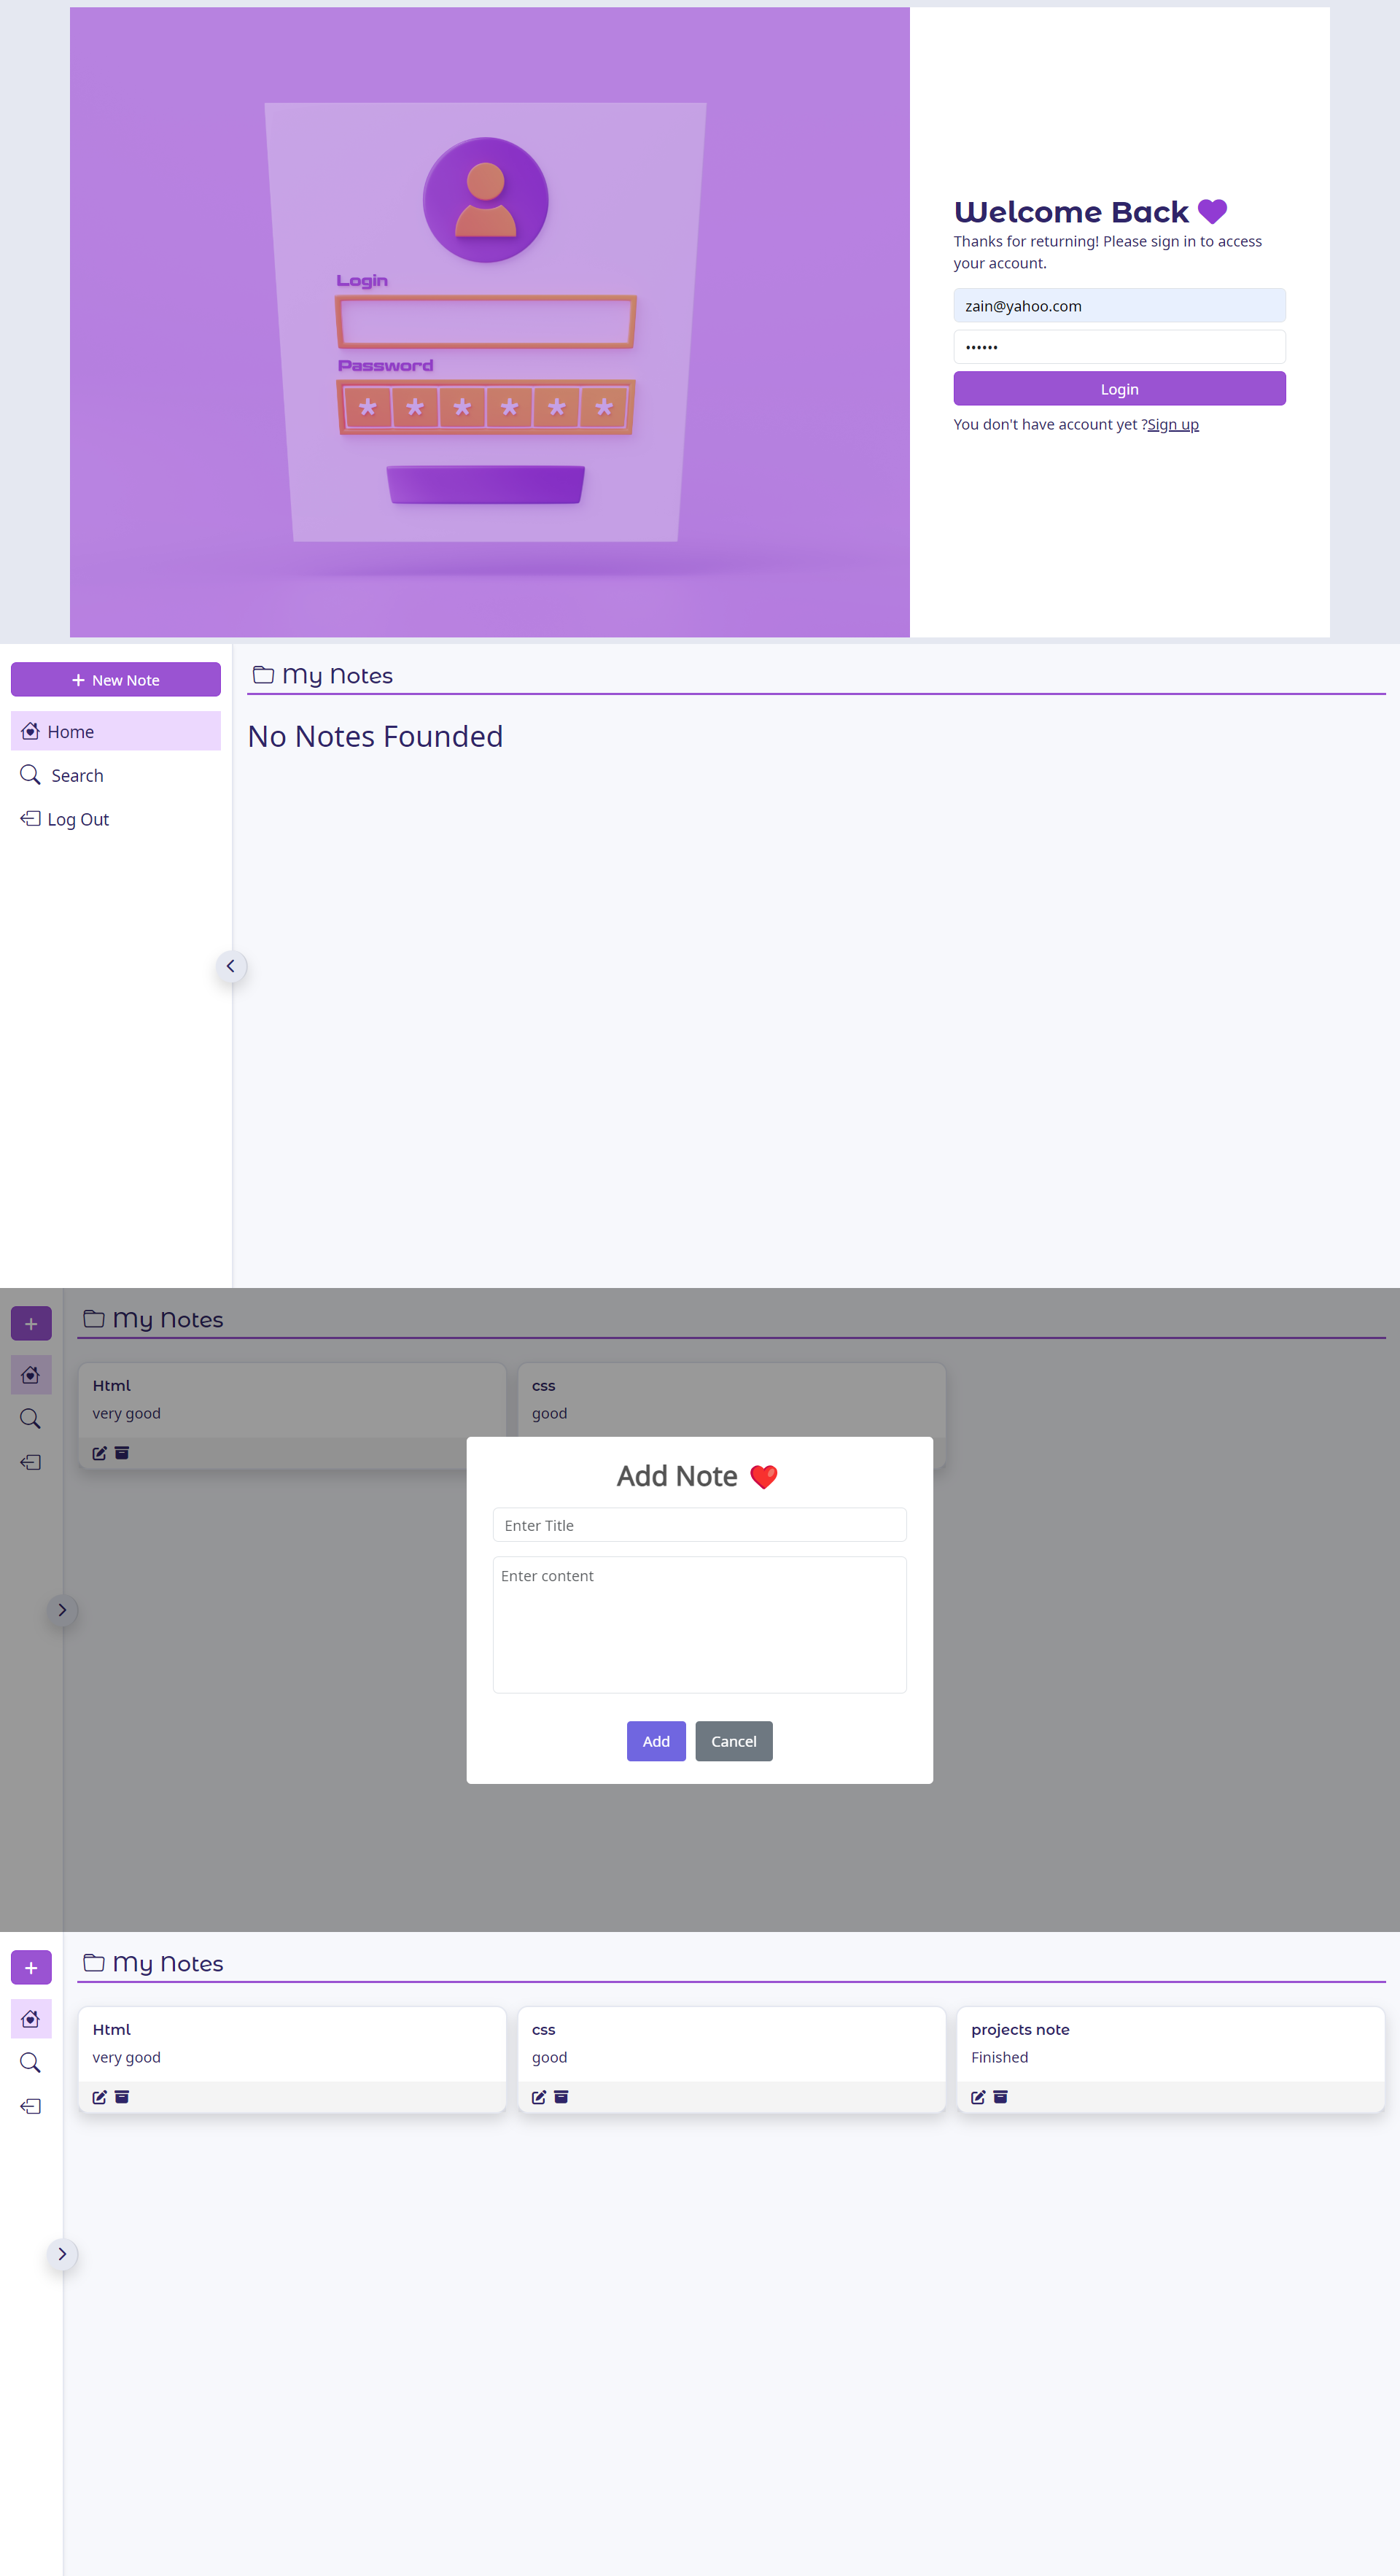 Login
Password
* * * * * *
Welcome Back
Thanks for returning! Please sign in to access
your account.
zain@yahoo.com
••••••
Login
You don't have account yet ?Sign up
+ New Note
Home
Search
Log Out
My Notes
No Notes Founded
+
My Notes
Html
very good
css
good
Add Note ❤️
Enter Title
Enter content
Add
Cancel
+
My Notes
Html
very good
css
good
projects note
Finished